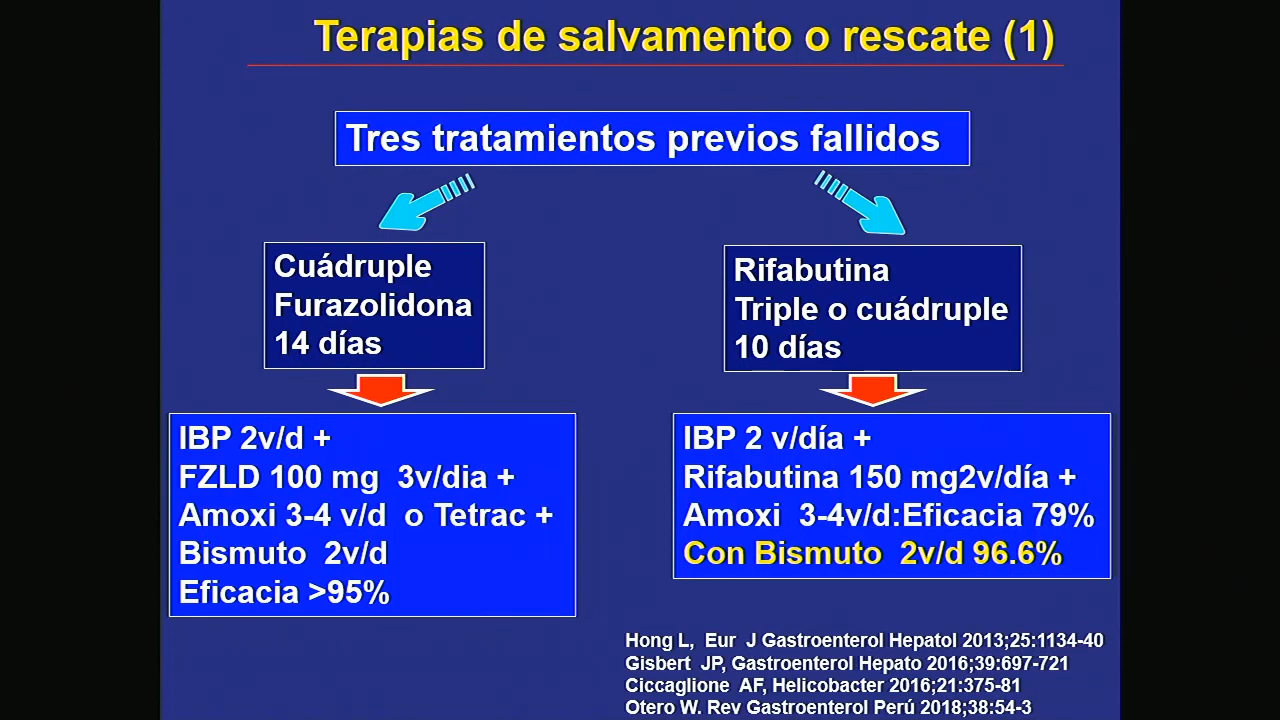 Terapias de salvamento o rescate (1)
Tres tratamientos previos fallidos
Cuádruple
Furazolidona
14 días
IBP 2v/d +
FZLD 100 mg  3v/dia +
Amoxi 3-4 v/d  o Tetrac +
Bismuto  2v/d
Eficacia >95%
Rifabutina
Triple o cuádruple
10 días
IBP 2 v/día +
Rifabutina 150 mg2v/día +
Amoxi  3-4v/d:Eficacia 79%
Con Bismuto  2v/d 96.6%
Hong L,  Eur  J Gastroenterol Hepatol 2013;25:1134-40
Gisbert  JP, Gastroenterol Hepato 2016;39:697-721
Ciccaglione  AF, Helicobacter 2016;21:375-81
Otero W. Rev Gastroenterol Perú 2018;38:54-3